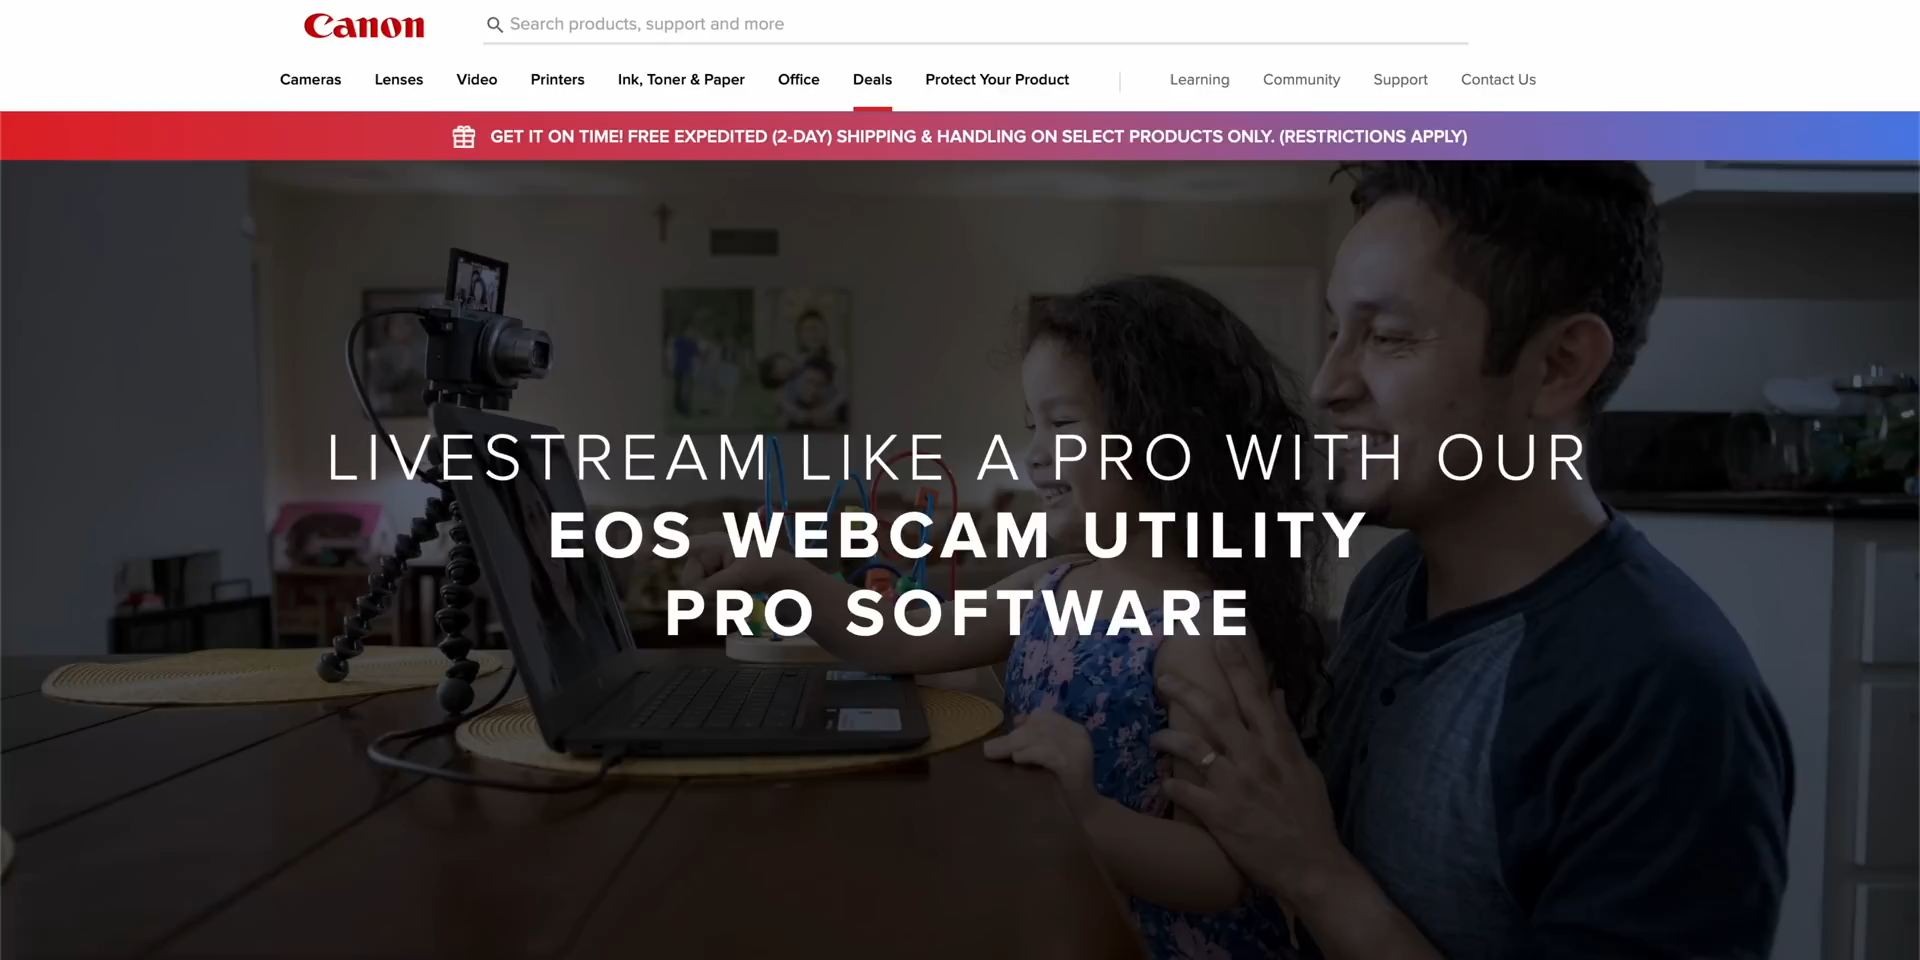 Canon
Search products, support and more
Cameras Lenses Video Printers Ink, Toner & Paper Office Deals Protect Your Product Learning Community Support Contact Us
GET IT ON TIME! FREE EXPEDITED (2-DAY) SHIPPING & HANDLING ON SELECT PRODUCTS ONLY. (RESTRICTIONS APPLY)
LIVESTREAM LIKE A PRO WITH OUR
EOS WEBCAM UTILITY
PRO SOFTWARE